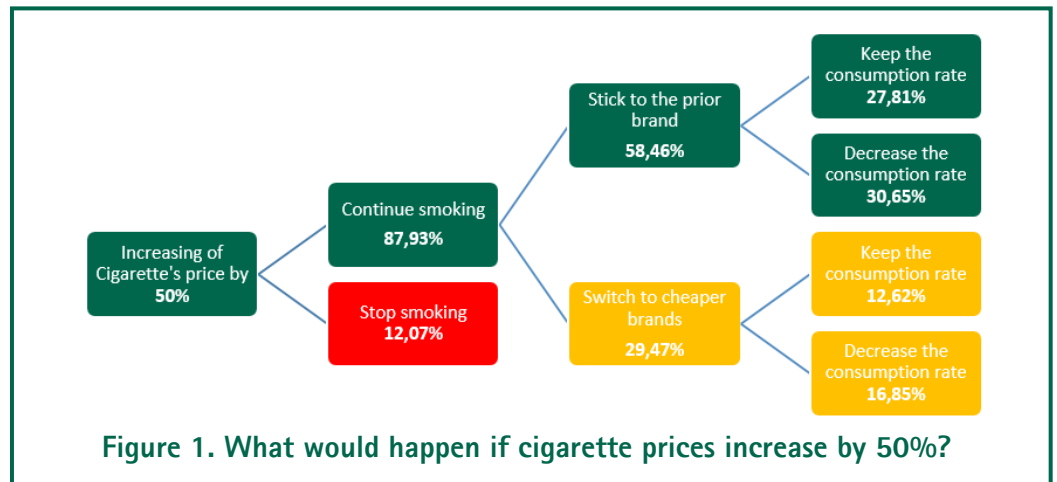 Increasing of
Cigarette's price by
50%
Continue smoking
87,93%
Stop smoking
12,07%
Stick to the prior
brand
58,46%
Switch to cheaper
brands
29,47%
Keep the
consumption rate
27,81%
Decrease the
consumption rate
30,65%
Keep the
consumption rate
12,62%
Decrease the
consumption rate
16,85%
Figure 1. What would happen if cigarette prices increase by 50%?